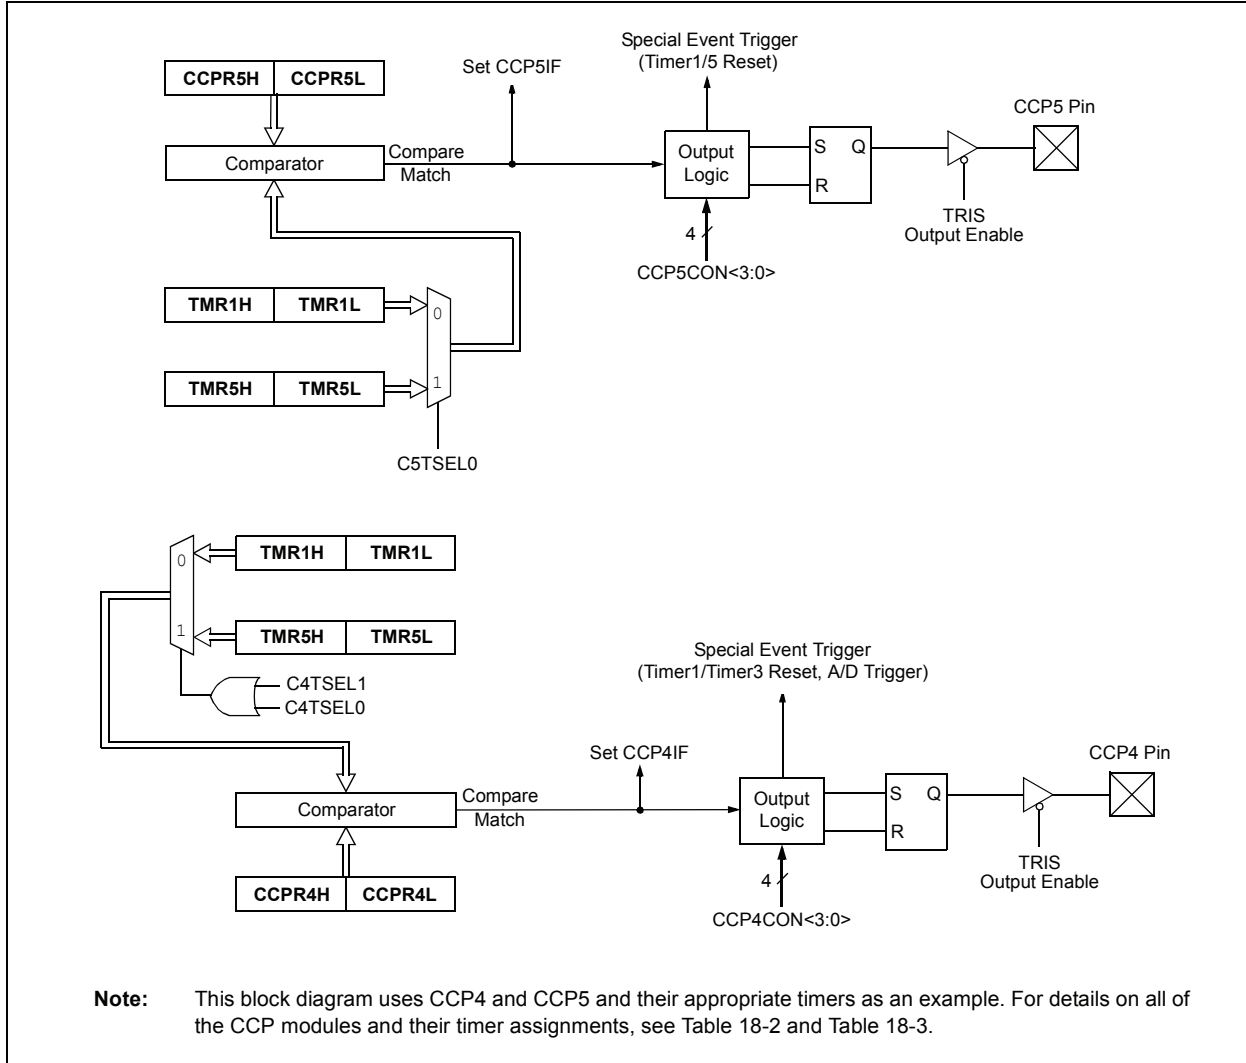 Special Event Trigger
(Timer1/5 Reset)
Set CCP5IF
CCPR5H CCPR5L
CCP5 Pin
Comparator
Compare
Match
Output
Logic
S Q
R
TRIS
Output Enable
4
CCP5CON<3:0>
TMR1H TMR1L
0
TMR5H TMR5L
1
C5TSEL0
0
TMR1H TMR1L
1
TMR5H TMR5L
C4TSEL1
C4TSEL0
Special Event Trigger
(Timer1/Timer3 Reset, A/D Trigger)
Set CCP4IF
CCP4 Pin
Comparator
Compare
Match
Output
Logic
S Q
R
TRIS
Output Enable
4
CCP4CON<3:0>
CCPR4H CCPR4L
Note: This block diagram uses CCP4 and CCP5 and their appropriate timers as an example. For details on all of
the CCP modules and their timer assignments, see Table 18-2 and Table 18-3.